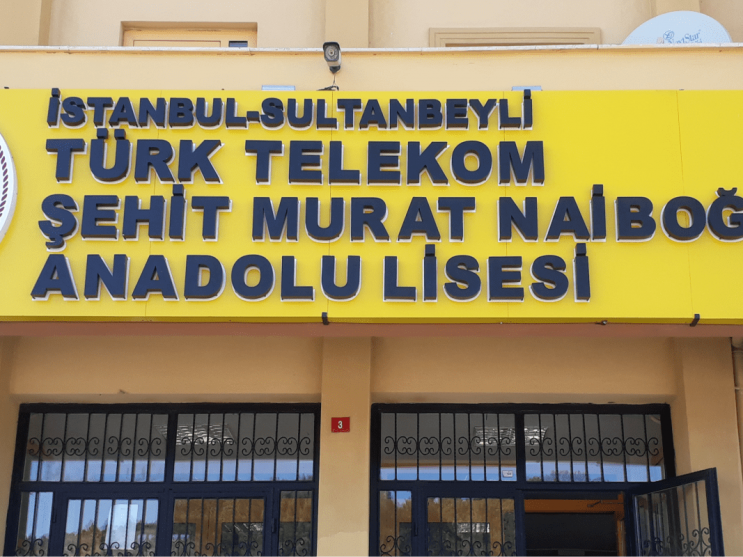 İSTANBUL-SULTANBEYLİ
TÜRK TELEKOM
ŞEHİT MURAT NAİBOĞ
ANADOLU LİSESİ
3